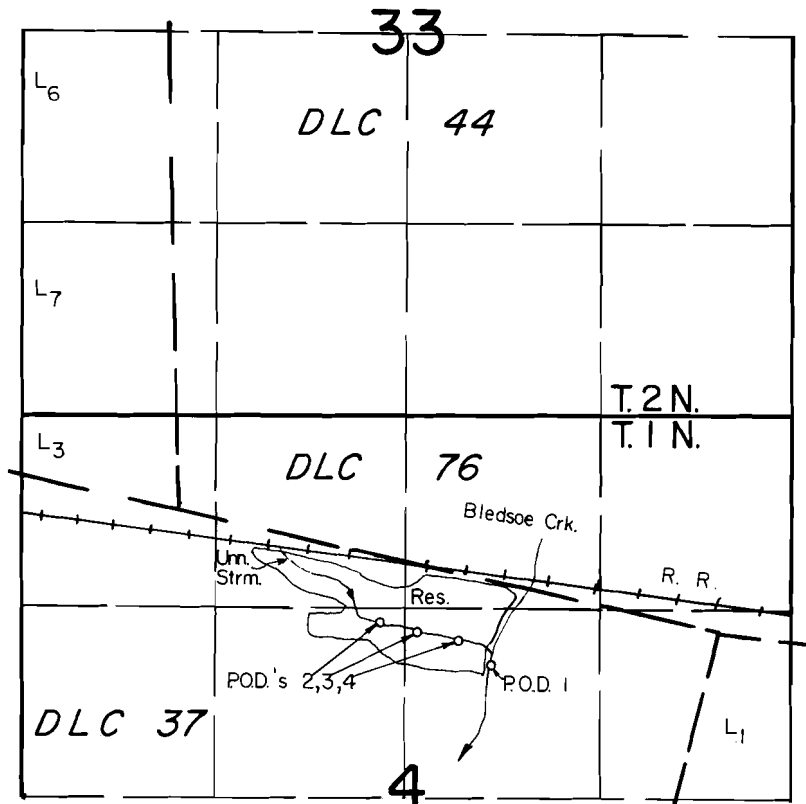 33
L6
DLC 44
L7
T. 2 N.
T. 1 N.
L3
DLC 76
Bledsoe Crk.
Unn.
Strm.
R. R.
Res.
P.O.D.'s 2,3,4
P.O.D. 1
DLC 37
L1
4